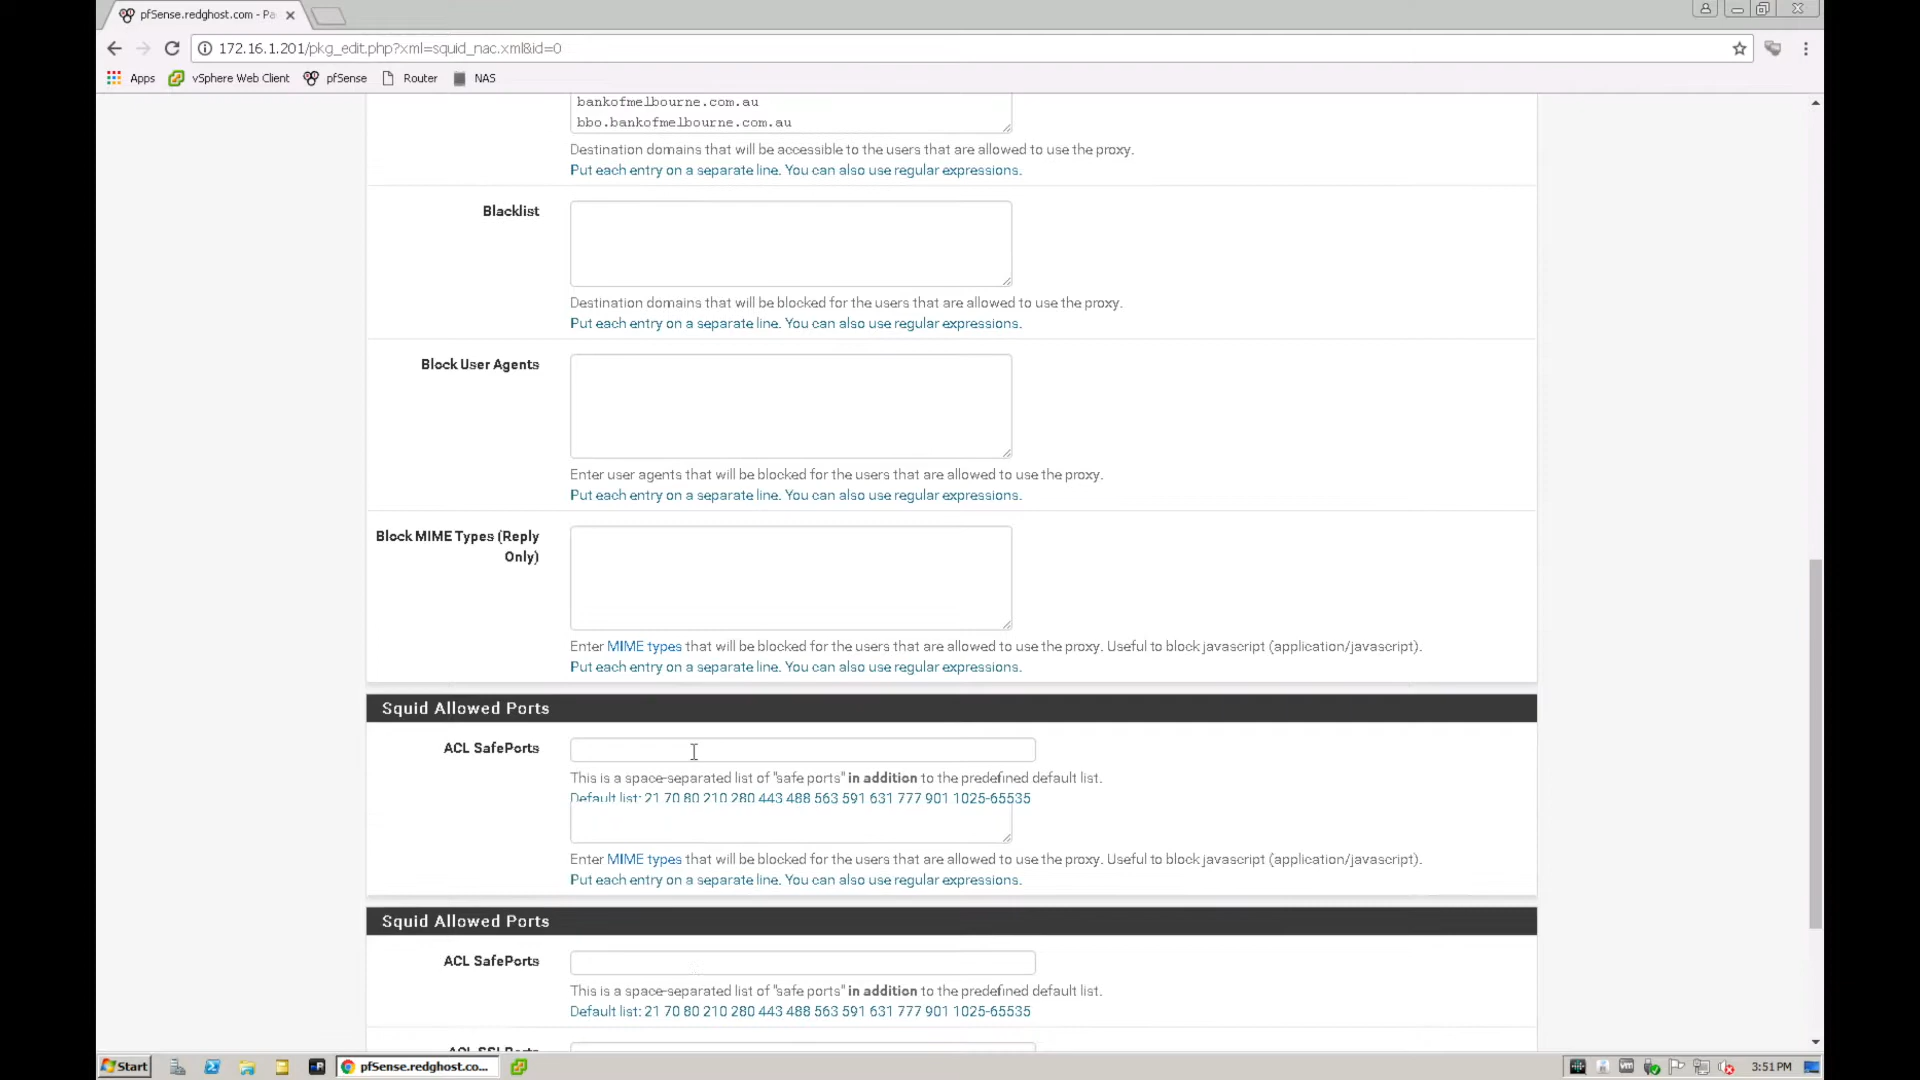 pfSense.redghost.com - Pa
172.16.1.201/pkg_edit.php?xml=squid_nac.xml&id=0
Apps vSphere Web Client pfSense Router NAS
bankofmelbourne.com.au
bbo.bankofmelbourne.com.au
Destination domains that will be accessible to the users that are allowed to use the proxy.
Put each entry on a separate line. You can also use regular expressions.
Blacklist
Destination domains that will be blocked for the users that are allowed to use the proxy.
Put each entry on a separate line. You can also use regular expressions.
Block User Agents
Enter user agents that will be blocked for the users that are allowed to use the proxy.
Put each entry on a separate line. You can also use regular expressions.
Block MIME Types (Reply
Only)
Enter MIME types that will be blocked for the users that are allowed to use the proxy. Useful to block javascript (application/javascript).
Put each entry on a separate line. You can also use regular expressions.
Squid Allowed Ports
ACL SafePorts
This is a space-separated list of "safe ports" in addition to the predefined default list.
Default list: 21 70 80 210 280 443 488 563 591 631 777 901 1025-65535
Enter MIME types that will be blocked for the users that are allowed to use the proxy. Useful to block javascript (application/javascript).
Put each entry on a separate line. You can also use regular expressions.
Squid Allowed Ports
ACL SafePorts
This is a space-separated list of "safe ports" in addition to the predefined default list.
Default list: 21 70 80 210 280 443 488 563 591 631 777 901 1025-65535
ACL SSLPorts
Start pfSense.redghost.co... 3:51 PM